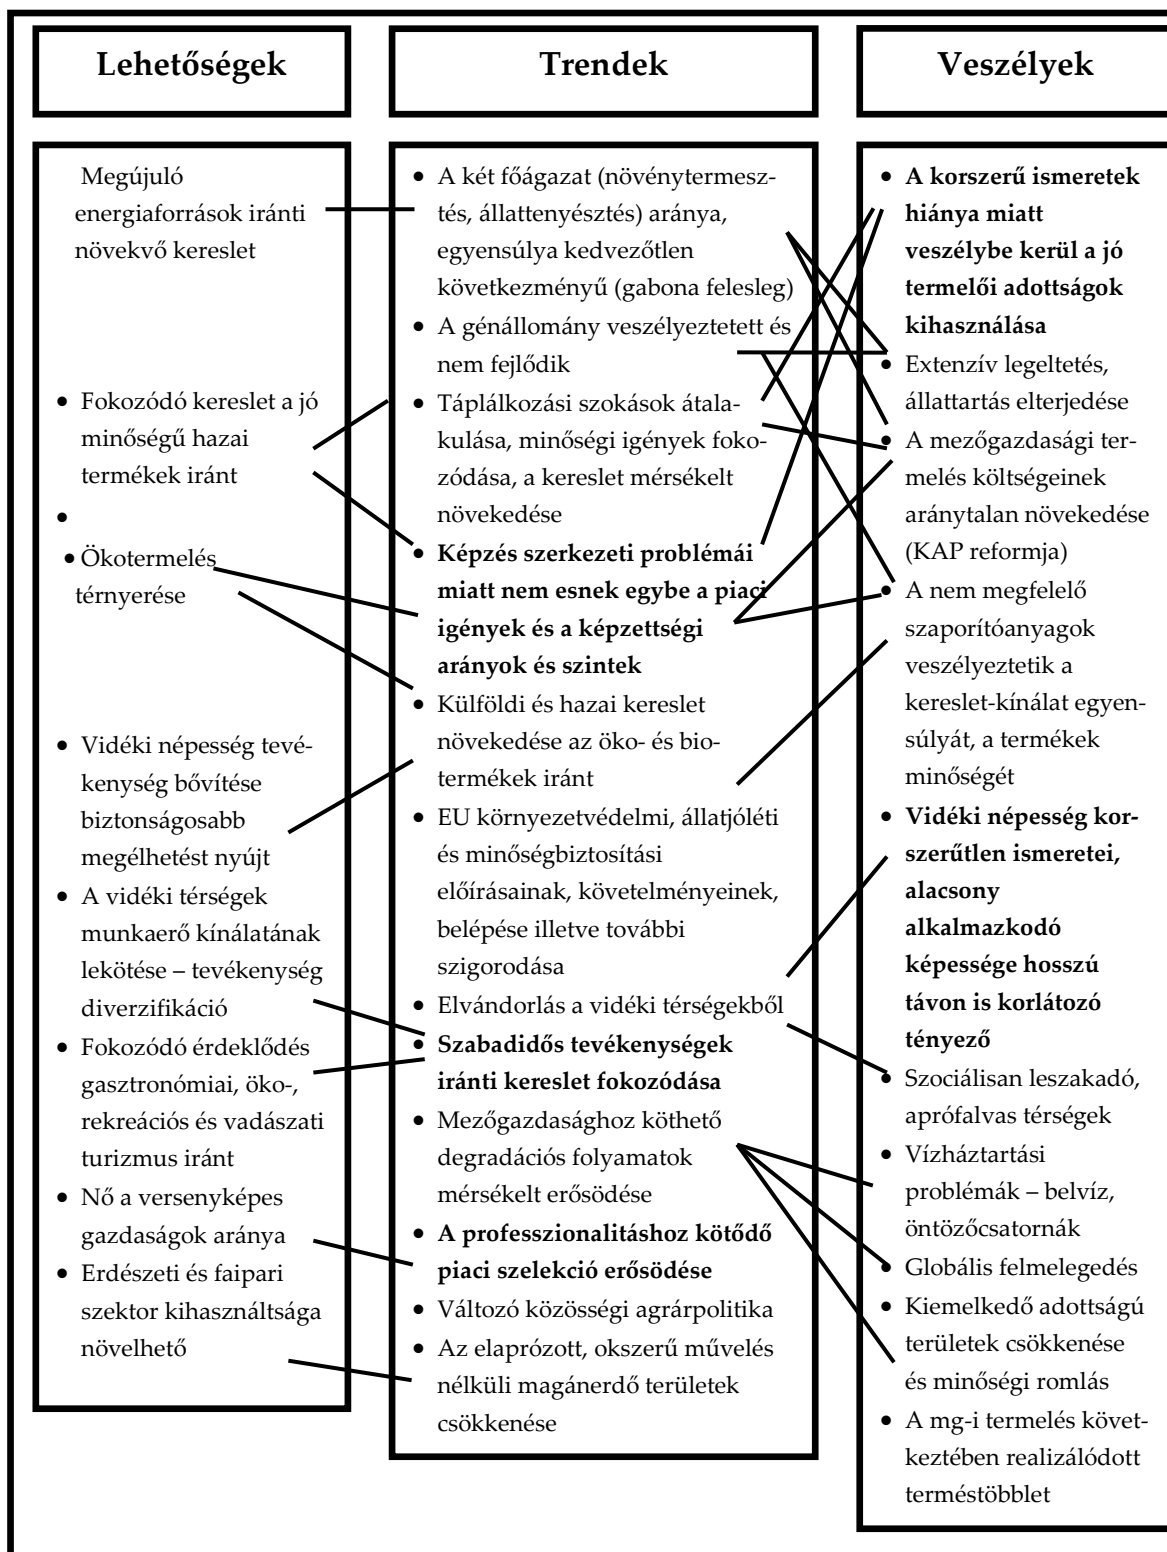 Lehetőségek
Trendek
Veszélyek
Megújuló
energiaforrások iránti
növekvő kereslet
• Fokozódó kereslet a jó
minőségű hazai
termékek iránt
•
• Ökotermelés
térnyerése
• Vidéki népesség tevé-
kenység bővítése
biztonságosabb
megélhetést nyújt
• A vidéki térségek
munkaerő kínálatának
lekötése – tevékenység
diverzifikáció
• Fokozódó érdeklődés
gasztronómiai, öko-,
rekreációs és vadászati
turizmus iránt
• Nő a versenyképes
gazdaságok aránya
• Erdészeti és faipari
szektor kihasználtsága
növelhető
• A két főágazat (növénytermesz-
tés, állattenyésztés) aránya,
egyensúlya kedvezőtlen
következményű (gabona felesleg)
• A génállomány veszélyeztetett és
nem fejlődik
• Táplálkozási szokások átala-
kulása, minőségi igények foko-
zódása, a kereslet mérsékelt
növekedése
• Képzés szerkezeti problémái
miatt nem esnek egybe a piaci
igények és a képzettségi
arányok és szintek
• Külföldi és hazai kereslet
növekedése az öko- és bio-
termékek iránt
• EU környezetvédelmi, állatjóléti
és minőségbiztosítási
előírásainak, követelményeinek,
belépése illetve további
szigorodása
• Elvándorlás a vidéki térségekből
• Szabadidős tevékenységek
iránti kereslet fokozódása
• Mezőgazdasághoz köthető
degradációs folyamatok
mérsékelt erősödése
• A professzionalitáshoz kötődő
piaci szelekció erősödése
• Változó közösségi agrárpolitika
• Az elaprózott, okszerű művelés
nélküli magánerdő területek
csökkenése
• A korszerű ismeretek
hiánya miatt
veszélybe kerül a jó
termelői adottságok
kihasználása
• Extenzív legeltetés,
állattartás elterjedése
• A mezőgazdasági ter-
melés költségeinek
aránytalan növekedése
(KAP reformja)
• A nem megfelelő
szaporítóanyagok
veszélyeztetik a
kereslet-kínálat egyen-
súlyát, a termékek
minőségét
• Vidéki népesség kor-
szerűtlen ismeretei,
alacsony
alkalmazkodó
képessége hosszú
távon is korlátozó
tényező
• Szociálisan leszakadó,
aprófalvas térségek
• Vízháztartási
problémák – belvíz,
öntözőcsatornák
• Globális felmelegedés
• Kiemelkedő adottságú
területek csökkenése
és minőségi romlás
• A mg-i termelés követ-
keztében realizálódott
terméstöbblet